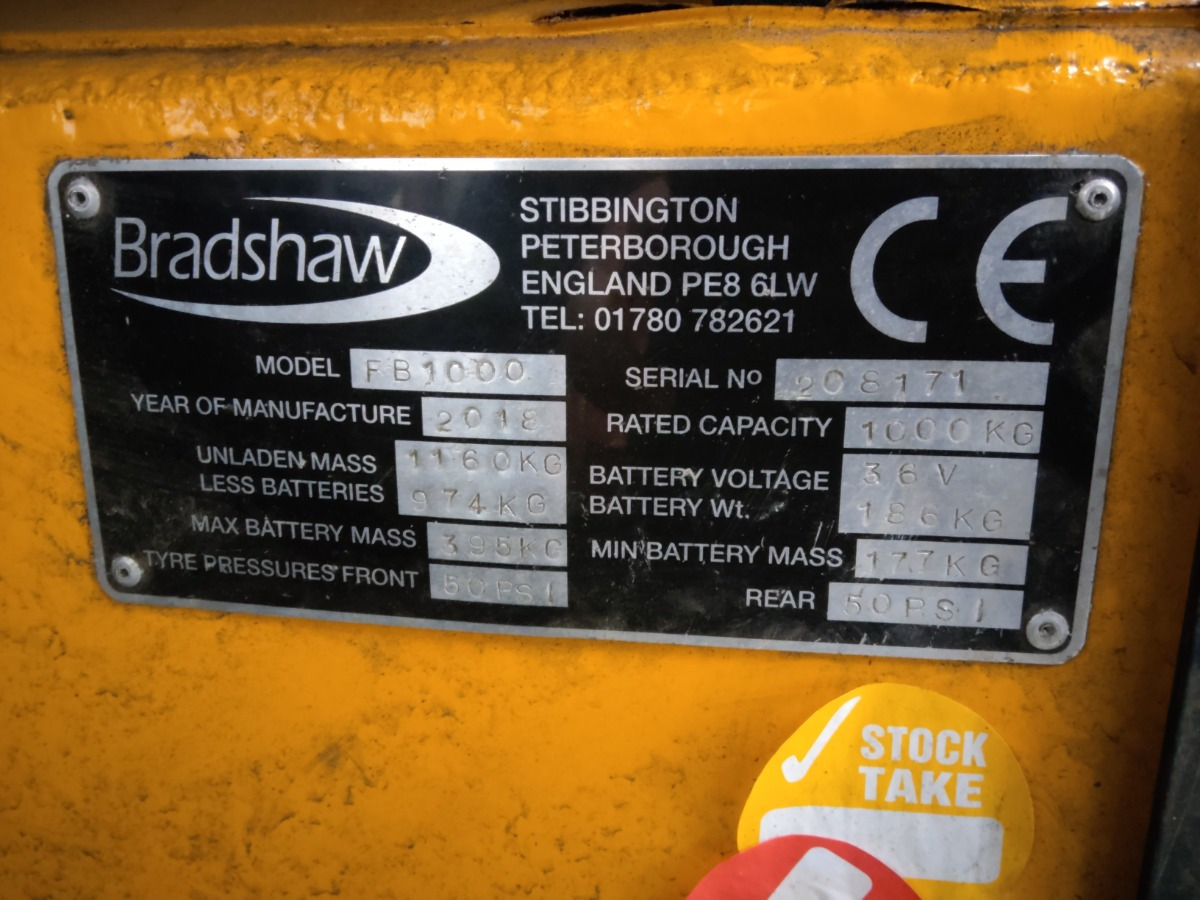 Bradshaw
STIBBINGTON
PETERBOROUGH
ENGLAND PE8 6LW
TEL: 01780 782621
CE
MODEL FB1000
SERIAL No 208171
YEAR OF MANUFACTURE 2018
RATED CAPACITY 1000KG
UNLADEN MASS 1160KG
BATTERY VOLTAGE 36V
LESS BATTERIES 974KG
BATTERY Wt. 186KG
MAX BATTERY MASS 395KG
MIN BATTERY MASS 177KG
TYRE PRESSURES FRONT 50PSI
REAR 50PSI
STOCK
TAKE